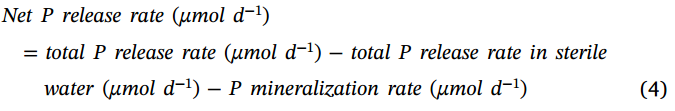 Net P release rate (μmol d⁻¹)
= total P release rate (μmol d⁻¹) − total P release rate in sterile
water (μmol d⁻¹) − P mineralization rate (μmol d⁻¹) (4)